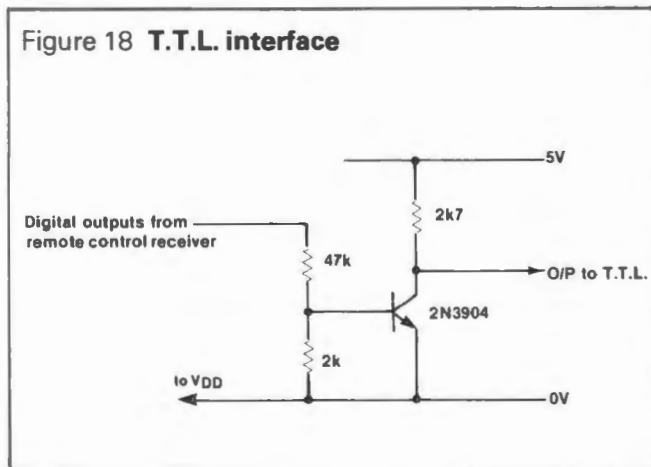 Figure 18 T.T.L. interface
5V
Digital outputs from
remote control receiver
2k7
47k
O/P to T.T.L.
2N3904
2k
to VDD
0V